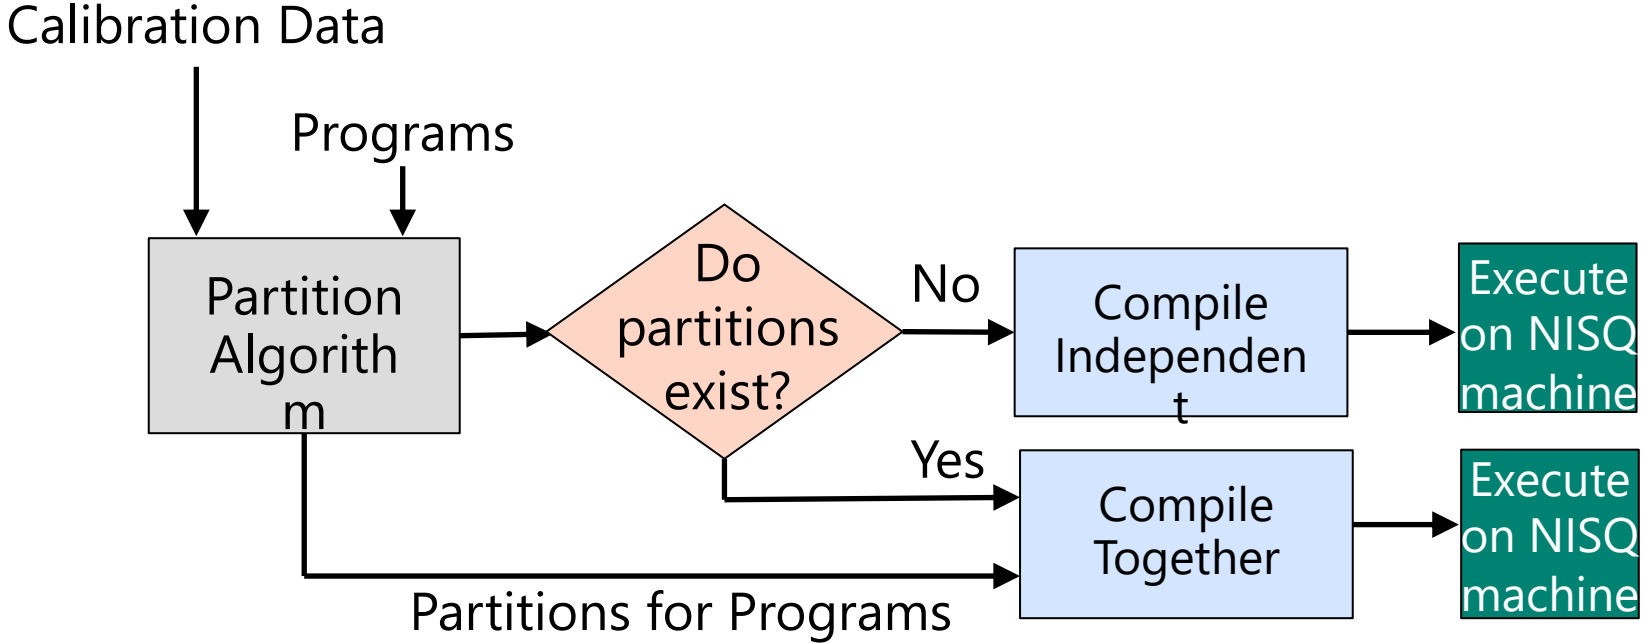 Calibration Data
Programs
Partition
Algorith
m
Do
partitions
exist?
No
Compile
Independen
t
Execute
on NISQ
machine
Yes
Compile
Together
Execute
on NISQ
machine
Partitions for Programs